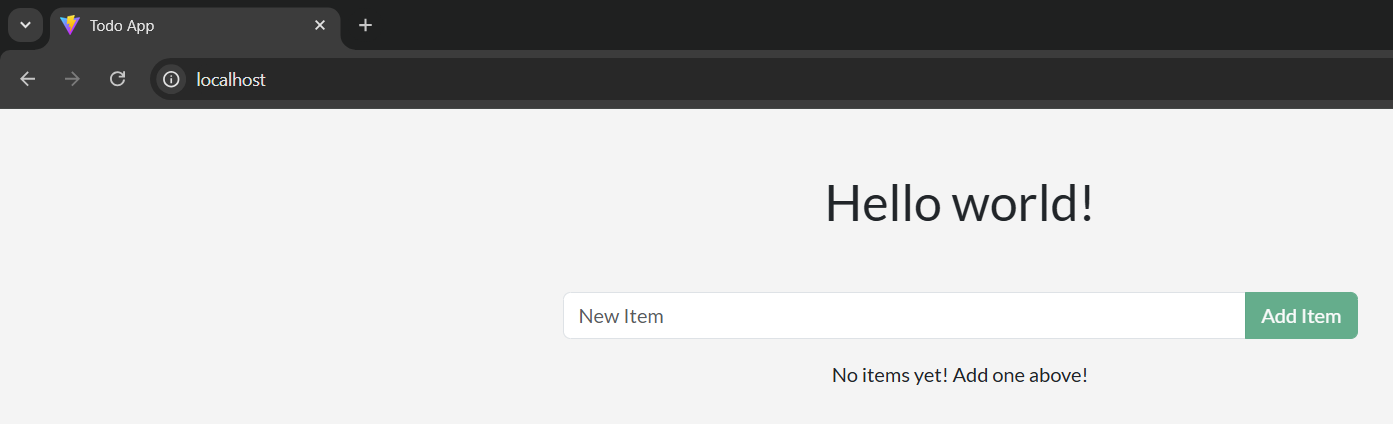 Todo App
localhost
Hello world!
New Item Add Item
No items yet! Add one above!